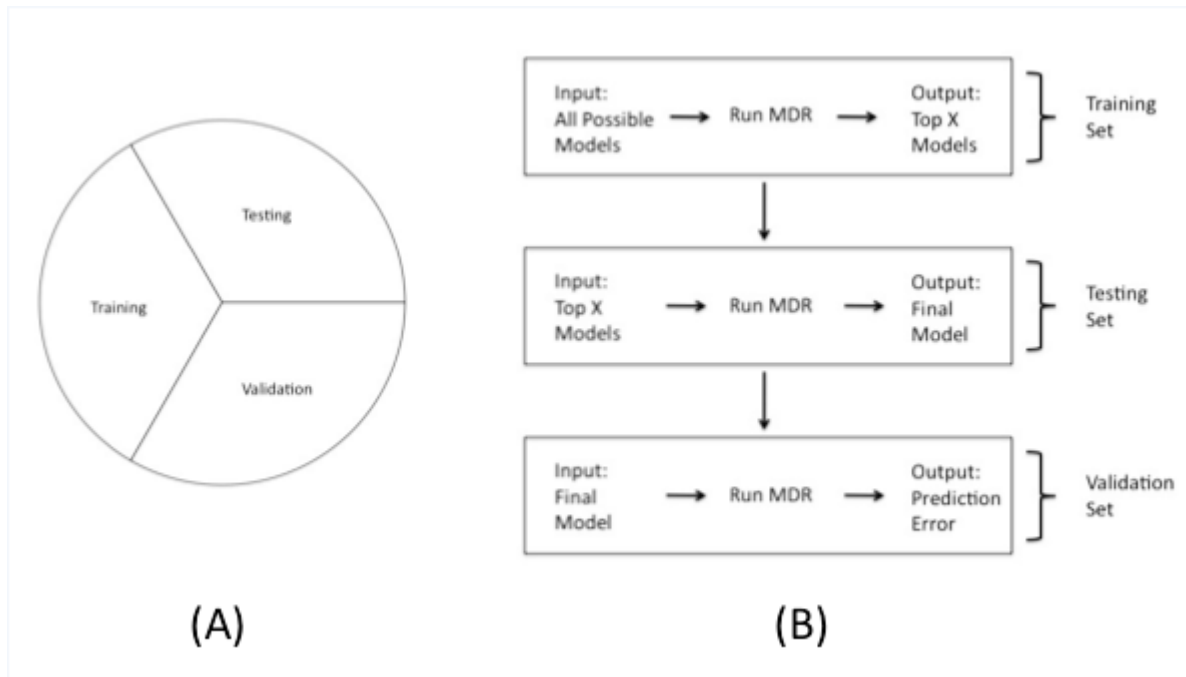 Testing
Training
Validation
(A)
Input:
All Possible
Models
Run MDR
Output:
Top X
Models
Training
Set
Input:
Top X
Models
Run MDR
Output:
Final
Model
Testing
Set
Input:
Final
Model
Run MDR
Output:
Prediction
Error
Validation
Set
(B)